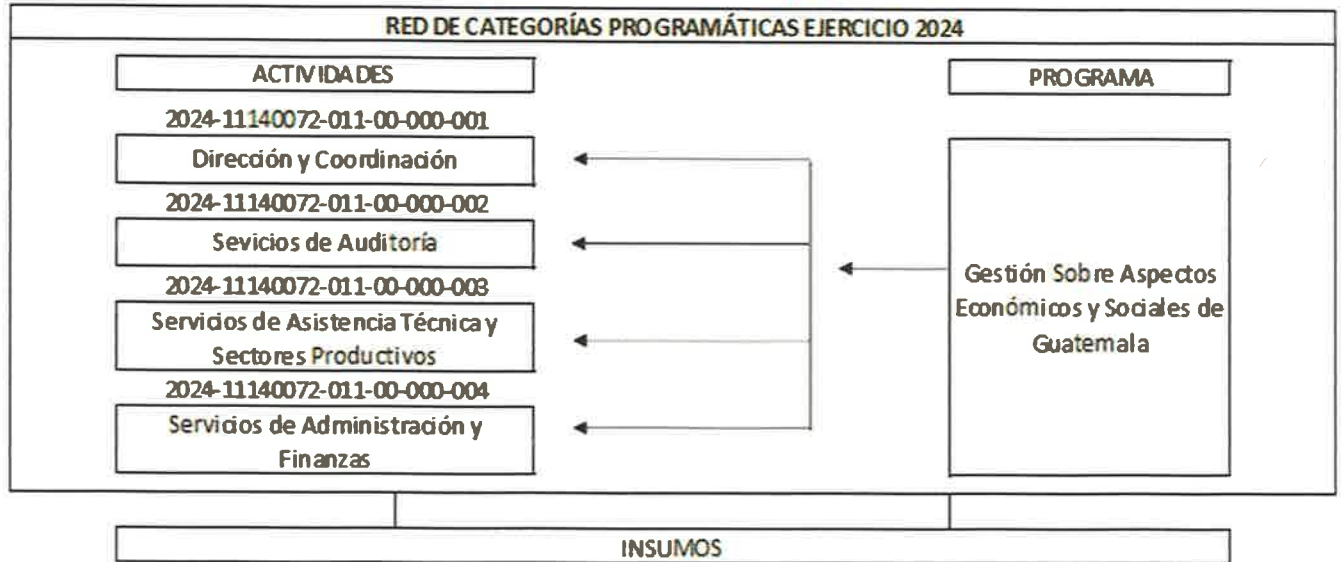 RED DE CATEGORÍAS PROGRAMÁTICAS EJERCICIO 2024
ACTIVIDADES
PROGRAMA
2024-11140072-011-00-000-001
Dirección y Coordinación
2024-11140072-011-00-000-002
Sevicios de Auditoría
2024-11140072-011-00-000-003
Servicios de Asistencia Técnica y
Sectores Productivos
2024-11140072-011-00-000-004
Servicios de Administración y
Finanzas
Gestión Sobre Aspectos
Económicos y Sociales de
Guatemala
INSUMOS